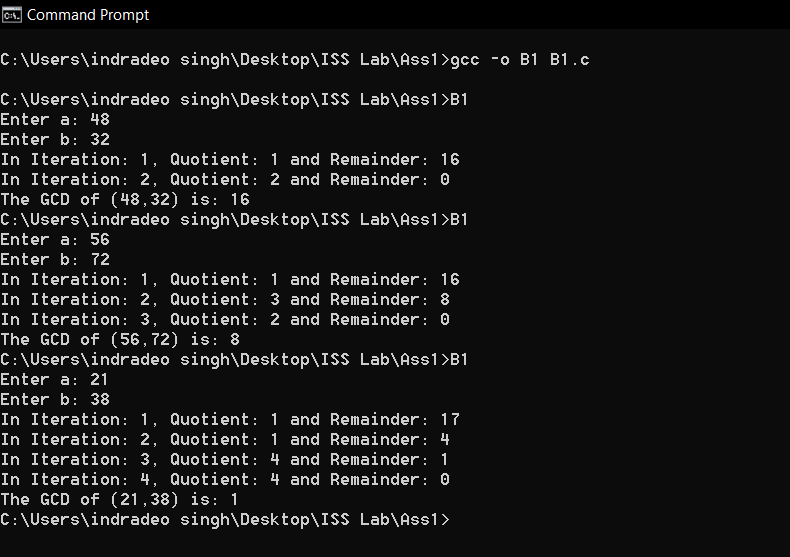 Command Prompt
C:\Users\indradeo singh\Desktop\ISS Lab\Ass1>gcc -o B1 B1.c
C:\Users\indradeo singh\Desktop\ISS Lab\Ass1>B1
Enter a: 48
Enter b: 32
In Iteration: 1, Quotient: 1 and Remainder: 16
In Iteration: 2, Quotient: 2 and Remainder: 0
The GCD of (48,32) is: 16
C:\Users\indradeo singh\Desktop\ISS Lab\Ass1>B1
Enter a: 56
Enter b: 72
In Iteration: 1, Quotient: 1 and Remainder: 16
In Iteration: 2, Quotient: 3 and Remainder: 8
In Iteration: 3, Quotient: 2 and Remainder: 0
The GCD of (56,72) is: 8
C:\Users\indradeo singh\Desktop\ISS Lab\Ass1>B1
Enter a: 21
Enter b: 38
In Iteration: 1, Quotient: 1 and Remainder: 17
In Iteration: 2, Quotient: 1 and Remainder: 4
In Iteration: 3, Quotient: 4 and Remainder: 1
In Iteration: 4, Quotient: 4 and Remainder: 0
The GCD of (21,38) is: 1
C:\Users\indradeo singh\Desktop\ISS Lab\Ass1>